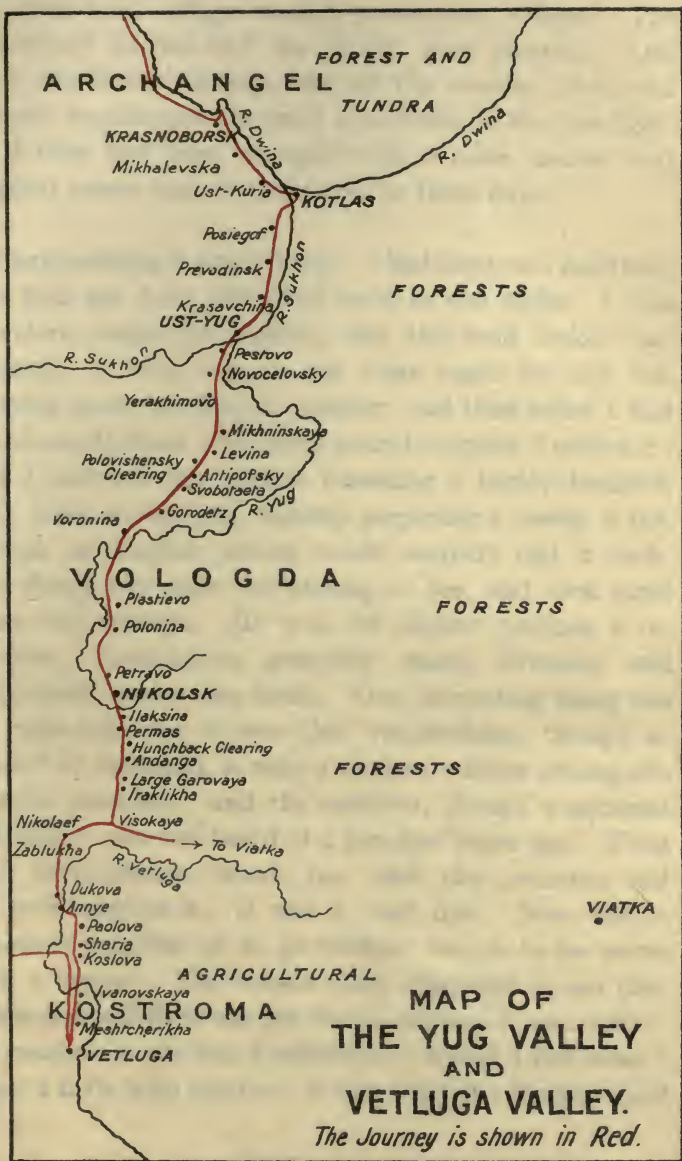 FOREST AND
TUNDRA
ARCHANGEL
R. Dwina
R. Dwina
KRASNOBORSK
Mikhalevska
Ust-Kuria
KOTLAS
Posiegof
Prevodinsk
R. Sukhon
FORESTS
Krasavchina
UST-YUG
R. Sukhon
Pestovo
Novocelovsky
Yerakhimovo
Mikhninskaya
Levina
Polovishensky
Clearing
Antipofsky
Svobotaeta
R. Yug
Gorodetz
Voronina
VOLOGDA
Plastievo
FORESTS
Polonina
Petravo
NIKOLSK
Ilaksina
Permas
Hunchback Clearing
Andanga
FORESTS
Large Garovaya
Iraklikha
Nikolaef
Visokaya
Zablukha
To Viatka
R. Vetluga
Dukova
Annye
VIATKA
Paolova
Sharia
Koslova
AGRICULTURAL
Ivanovskaya
KOSTROMA
Meshtcherikha
VETLUGA
MAP OF
THE YUG VALLEY
AND
VETLUGA VALLEY.
The Journey is shown in Red.